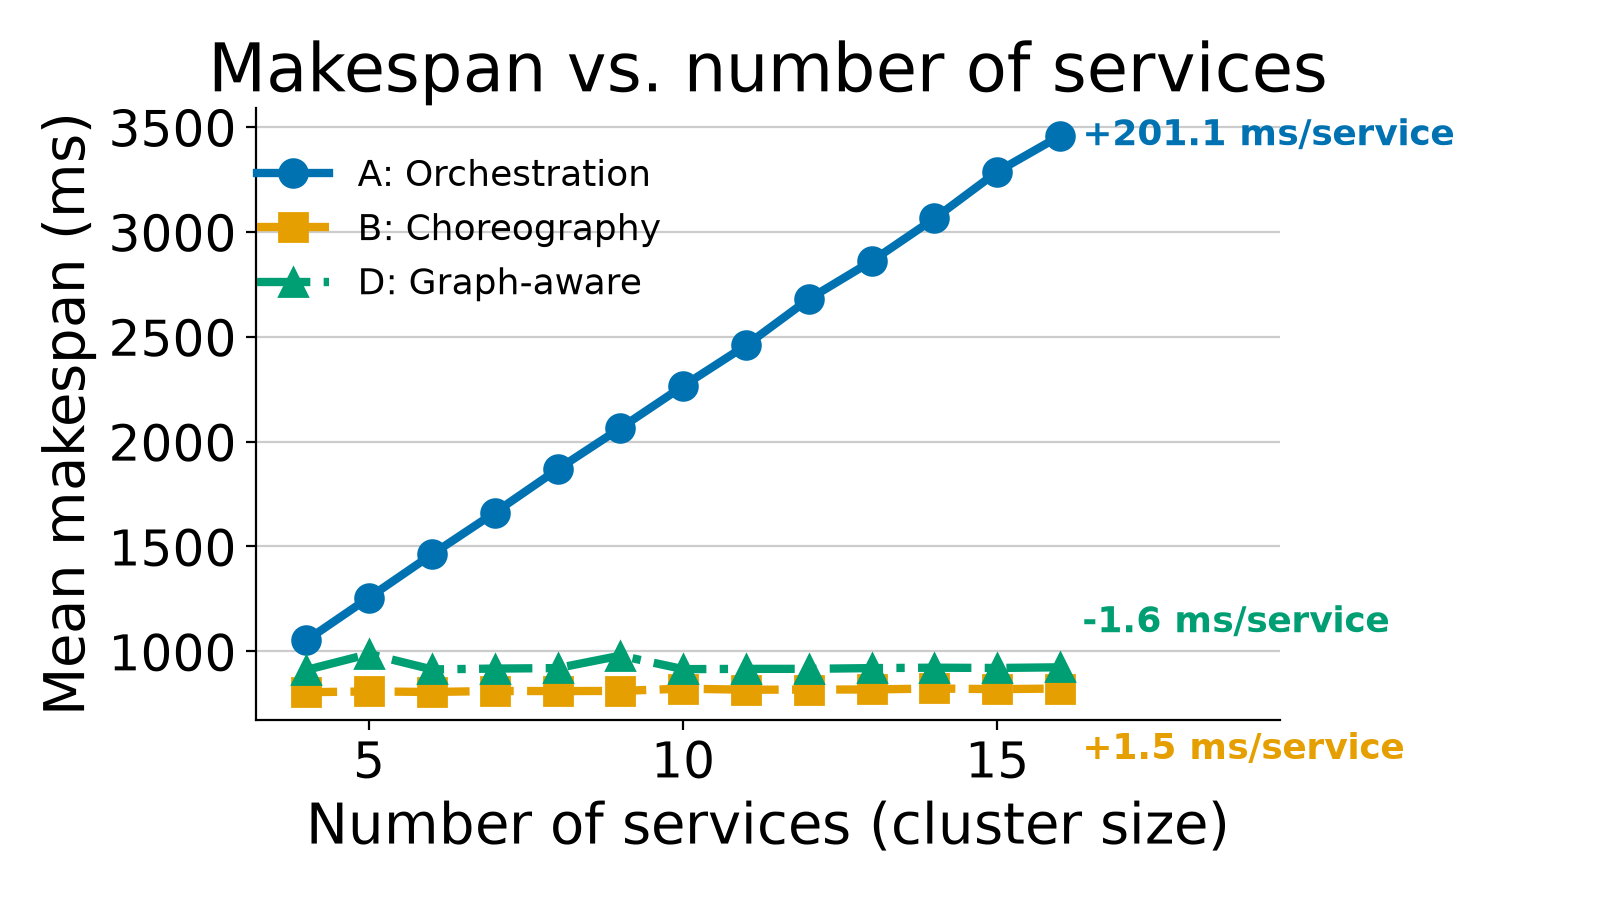 Makespan vs. number of services
Mean makespan (ms)
3500
3000
2500
2000
1500
1000
A: Orchestration
B: Choreography
D: Graph-aware
+201.1 ms/service
-1.6 ms/service
+1.5 ms/service
5 10 15
Number of services (cluster size)